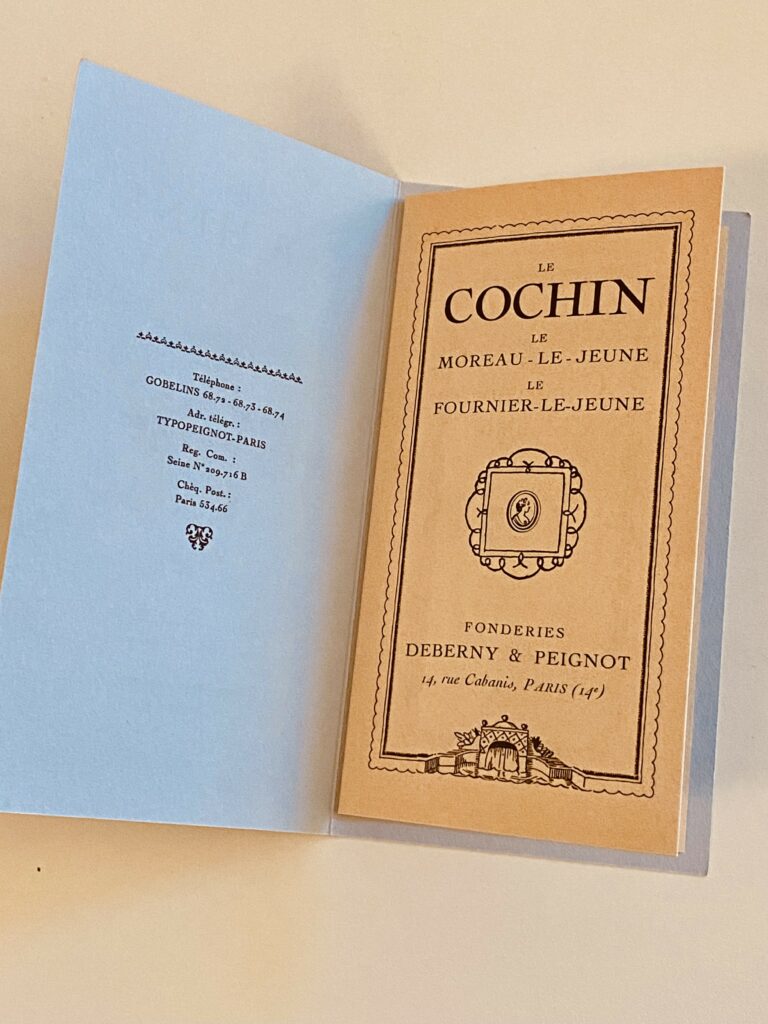 Téléphone :
GOBELINS 68.72 - 68.73 - 68.74
Adr. télégr. :
TYPOPEIGNOT-PARIS
Reg. Com. :
Seine N° 209.716 B
Chèq. Post. :
Paris 534.66
LE
COCHIN
LE
MOREAU-LE-JEUNE
LE
FOURNIER-LE-JEUNE
FONDERIES
DEBERNY & PEIGNOT
14, rue Cabanis, PARIS (14e)